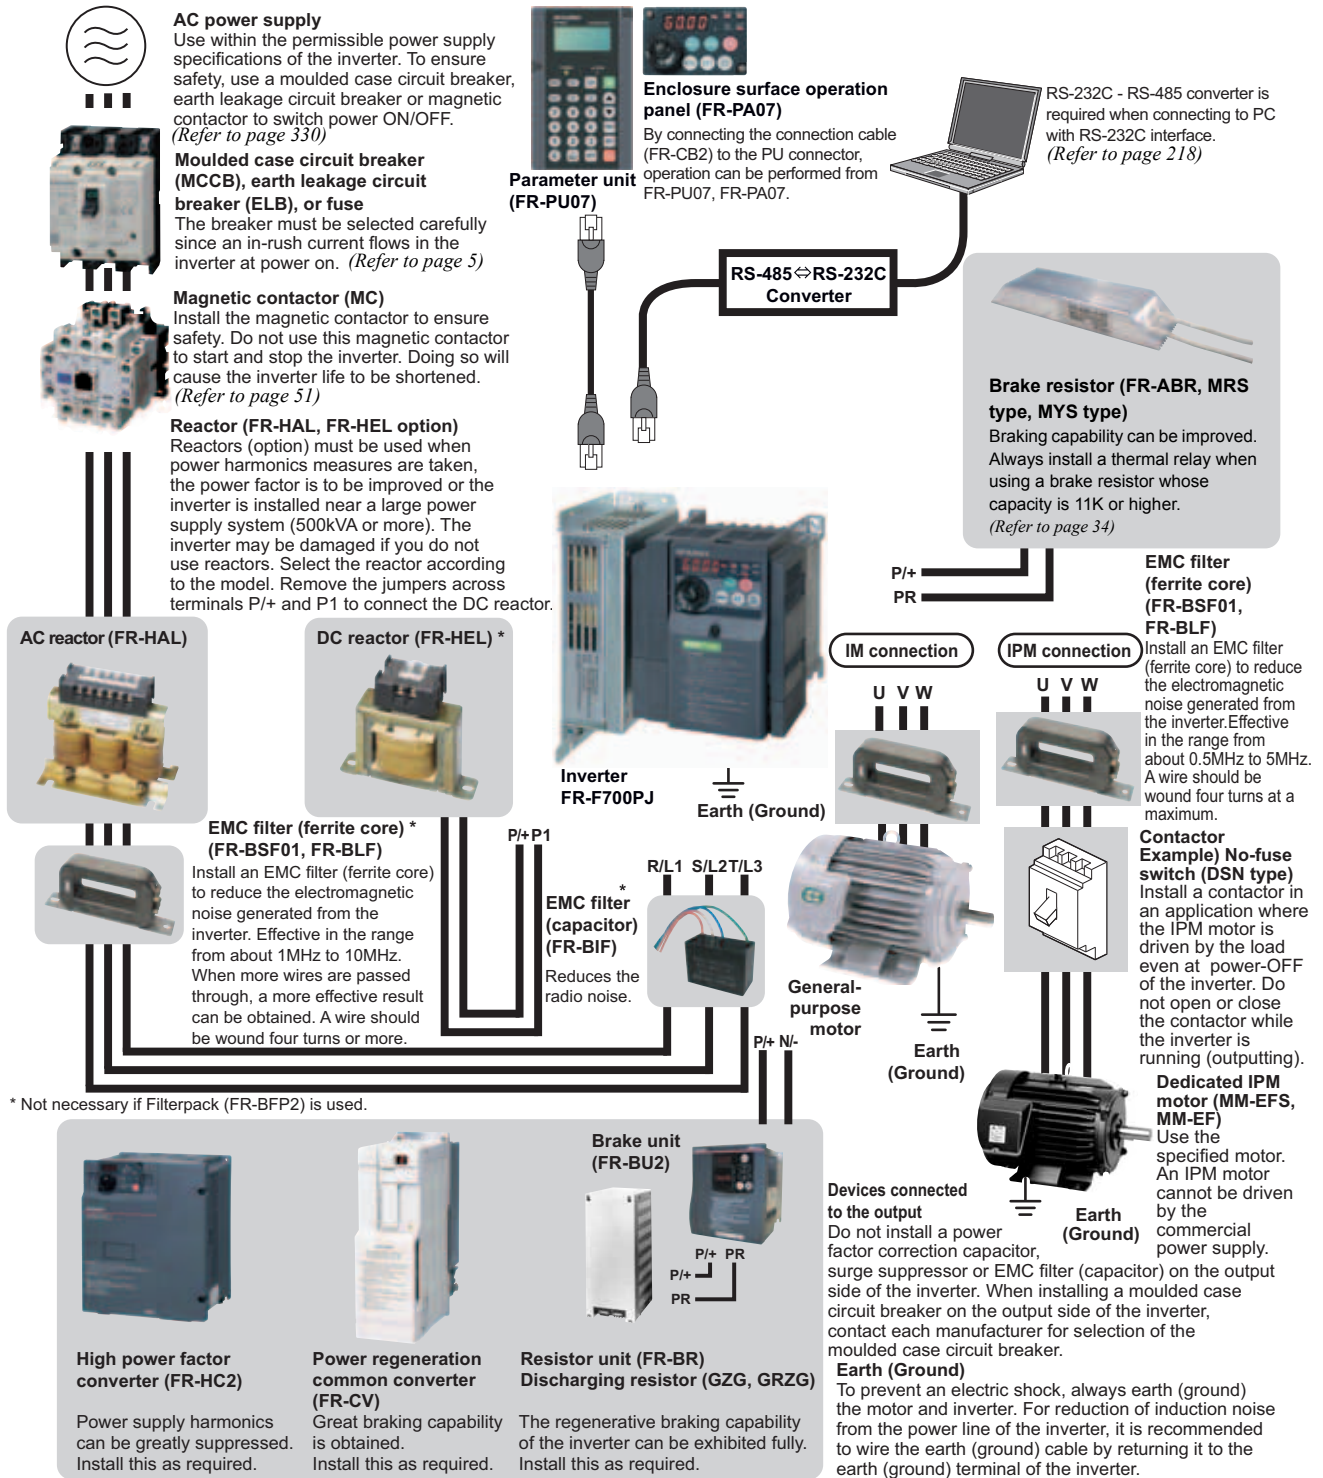 AC power supply
Use within the permissible power supply
specifications of the inverter. To ensure
safety, use a moulded case circuit breaker,
earth leakage circuit breaker or magnetic
contactor to switch power ON/OFF.
(Refer to page 330)
Moulded case circuit breaker
(MCCB), earth leakage circuit
breaker (ELB), or fuse
The breaker must be selected carefully
since an in-rush current flows in the
inverter at power on. (Refer to page 5)
Magnetic contactor (MC)
Install the magnetic contactor to ensure
safety. Do not use this magnetic contactor
to start and stop the inverter. Doing so will
cause the inverter life to be shortened.
(Refer to page 51)
Reactor (FR-HAL, FR-HEL option)
Reactors (option) must be used when
power harmonics measures are taken,
the power factor is to be improved or the
inverter is installed near a large power
supply system (500kVA or more). The
inverter may be damaged if you do not
use reactors. Select the reactor according
to the model. Remove the jumpers across
terminals P/+ and P1 to connect the DC reactor.
Parameter unit
(FR-PU07)
60.00
Enclosure surface operation
panel (FR-PA07)
By connecting the connection cable
(FR-CB2) to the PU connector,
operation can be performed from
FR-PU07, FR-PA07.
RS-232C - RS-485 converter is
required when connecting to PC
with RS-232C interface.
(Refer to page 218)
RS-485⇔RS-232C
Converter
Brake resistor (FR-ABR, MRS
type, MYS type)
Braking capability can be improved.
Always install a thermal relay when
using a brake resistor whose
capacity is 11K or higher.
(Refer to page 34)
P/+
PR
Inverter
FR-F700PJ
Earth (Ground)
AC reactor (FR-HAL)
DC reactor (FR-HEL) *
EMC filter (ferrite core) *
(FR-BSF01, FR-BLF)
Install an EMC filter (ferrite core)
to reduce the electromagnetic
noise generated from the
inverter. Effective in the range
from about 1MHz to 10MHz.
When more wires are passed
through, a more effective result
can be obtained. A wire should
be wound four turns or more.
P/+ P1
R/L1 S/L2 T/L3
*
EMC filter
(capacitor)
(FR-BIF)
Reduces the
radio noise.
P/+ N/-
IM connection
U V W
General-
purpose
motor
Earth
(Ground)
IPM connection
U V W
EMC filter
(ferrite core)
(FR-BSF01,
FR-BLF)
Install an EMC filter
(ferrite core) to reduce
the electromagnetic
noise generated from
the inverter.Effective
in the range from
about 0.5MHz to 5MHz.
A wire should be
wound four turns at a
maximum.
Contactor
Example) No-fuse
switch (DSN type)
Install a contactor in
an application where
the IPM motor is
driven by the load
even at power-OFF
of the inverter. Do
not open or close
the contactor while
the inverter is
running (outputting).
Dedicated IPM
motor (MM-EFS,
MM-EF)
Use the
specified motor.
An IPM motor
cannot be driven
by the
commercial
power supply.
Earth
(Ground)
* Not necessary if Filterpack (FR-BFP2) is used.
High power factor
converter (FR-HC2)
Power supply harmonics
can be greatly suppressed.
Install this as required.
Power regeneration
common converter
(FR-CV)
Great braking capability
is obtained.
Install this as required.
Brake unit
(FR-BU2)
P/+ PR
P/+
PR
Resistor unit (FR-BR)
Discharging resistor (GZG, GRZG)
The regenerative braking capability
of the inverter can be exhibited fully.
Install this as required.
Devices connected
to the output
Do not install a power
factor correction capacitor,
surge suppressor or EMC filter (capacitor) on the output
side of the inverter. When installing a moulded case
circuit breaker on the output side of the inverter,
contact each manufacturer for selection of the
moulded case circuit breaker.
Earth (Ground)
To prevent an electric shock, always earth (ground)
the motor and inverter. For reduction of induction noise
from the power line of the inverter, it is recommended
to wire the earth (ground) cable by returning it to the
earth (ground) terminal of the inverter.